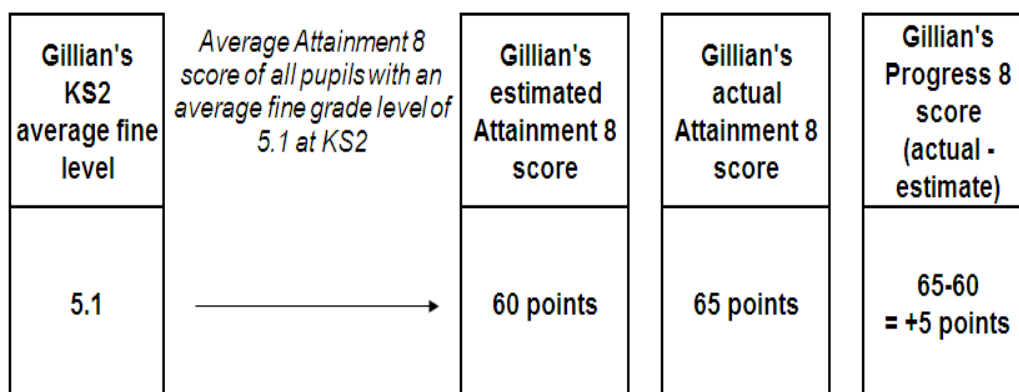 Gillian's
KS2
average fine
level
Average Attainment 8
score of all pupils with an
average fine grade level of
5.1 at KS2
Gillian's
estimated
Attainment 8
score
Gillian's
actual
Attainment 8
score
Gillian's
Progress 8
score
(actual -
estimate)
5.1
60 points
65 points
65-60
= +5 points